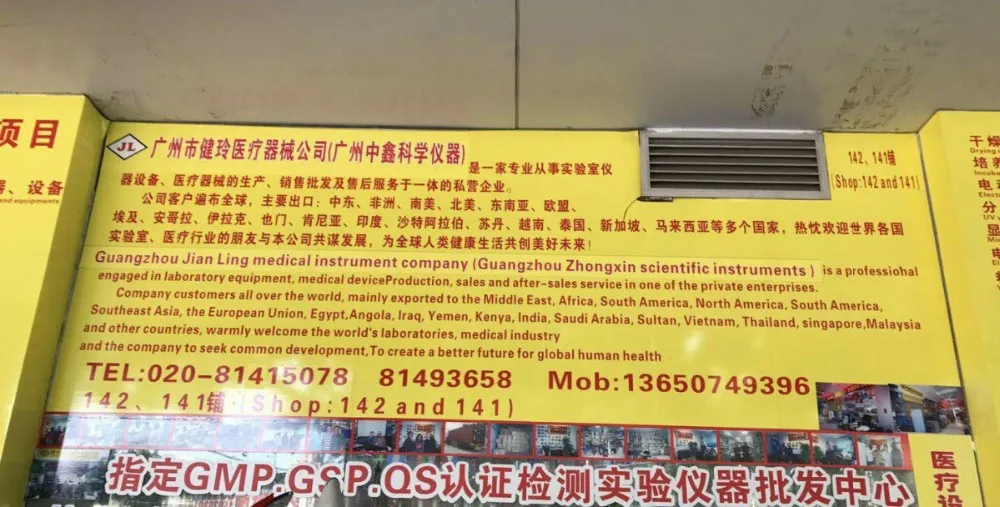 项目
器、设备
and equipments
JL
广州市健玲医疗器械公司(广州中鑫科学仪器)是一家专业从事实验室仪
器设备、医疗器械的生产、销售批发及售后服务于一体的私营企业。
公司客户遍布全球，主要出口：中东、非洲、南美、北美、东南亚、欧盟、
埃及、安哥拉、伊拉克、也门、肯尼亚、印度、沙特阿拉伯、苏丹、越南、泰国、新加坡、马来西亚等多个国家，热忱欢迎世界各国
实验室、医疗行业的朋友与本公司共谋发展，为全球人类健康生活共创美好未来！
142、141铺
(Shop:142 and 141)
Guangzhou Jian Ling medical instrument company (Guangzhou Zhongxin scientific instruments) is a professiohal
engaged in laboratory equipment, medical deviceProduction, sales and after-sales service in one of the private enterprises.
Company customers all over the world, mainly exported to the Middle East, Africa, South America, North America, South America,
Southeast Asia, the European Union, Egypt,Angola, Iraq, Yemen, Kenya, India, Saudi Arabia, Sultan, Vietnam, Thailand, singapore,Malaysia
and other countries, warmly welcome the world's laboratories, medical industry
and the company to seek common development,To create a better future for global human health
TEL:020-81415078 81493658 Mob:13650749396
142、141铺·(Shop:142 and 141)
指定GMP.GSP.QS认证检测实验仪器批发中心
干燥
Drying
培养
Incuba
电
Elect
分
UV-
显
电
医疗设